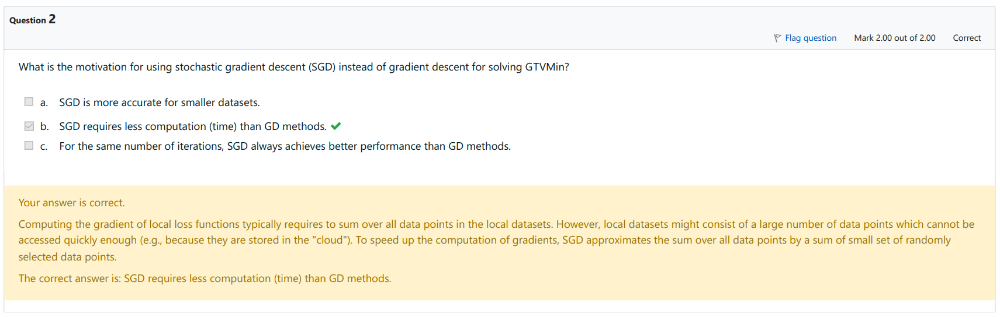 Question 2
Flag question Mark 2.00 out of 2.00 Correct
What is the motivation for using stochastic gradient descent (SGD) instead of gradient descent for solving GTVMin?
a. SGD is more accurate for smaller datasets.
b. SGD requires less computation (time) than GD methods.
c. For the same number of iterations, SGD always achieves better performance than GD methods.
Your answer is correct.
Computing the gradient of local loss functions typically requires to sum over all data points in the local datasets. However, local datasets might consist of a large number of data points which cannot be
accessed quickly enough (e.g., because they are stored in the "cloud"). To speed up the computation of gradients, SGD approximates the sum over all data points by a sum of small set of randomly
selected data points.
The correct answer is: SGD requires less computation (time) than GD methods.